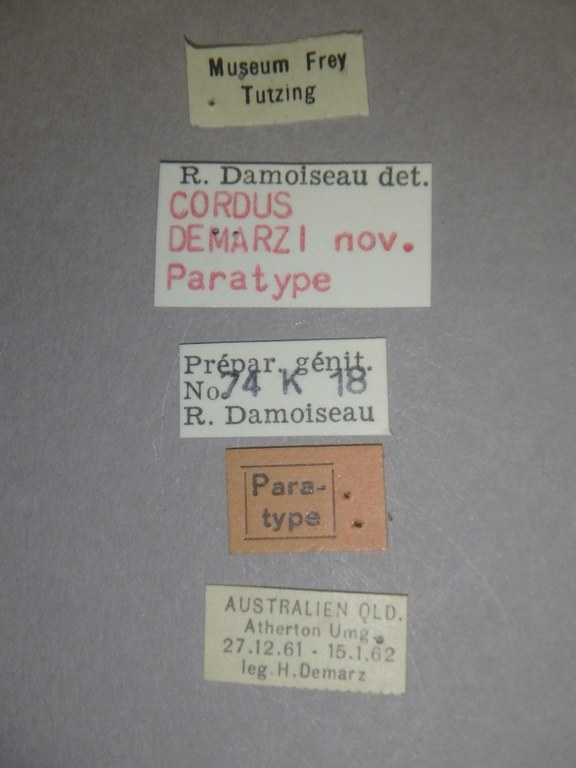 Museum Frey
Tutzing
R. Damoiseau det.
CORDUS
DEMARZI nov.
Paratype
Prépar. génit.
No. 74 K 18
R. Damoiseau
Para-
type
AUSTRALIEN QLD.
Atherton Umg.
27.12.61 - 15.1.62
leg. H. Demarz